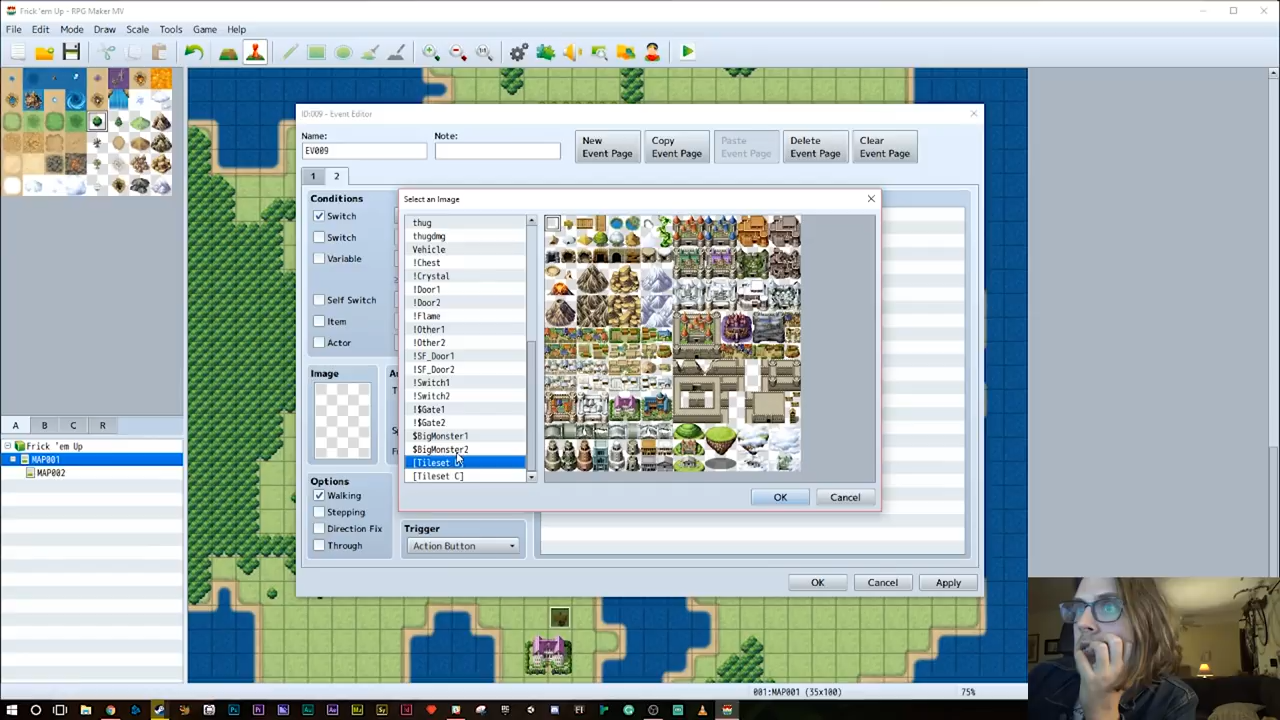 Frick 'em Up - RPG Maker MV
File Edit Mode Draw Scale Tools Game Help
ID:009 - Event Editor
Name: Note:
EV009
New Event Page
Copy Event Page
Paste Event Page
Delete Event Page
Clear Event Page
1 2
Conditions
Switch
Switch
Variable
Self Switch
Item
Actor
Image
Options
Walking
Stepping
Direction Fix
Through
Select an Image
thug
thugdmg
Vehicle
!Chest
!Crystal
!Door1
!Door2
!Flame
!Other1
!Other2
!SF_Door1
!SF_Door2
!Switch1
!Switch2
!$Gate1
!$Gate2
$BigMonster1
$BigMonster2
[Tileset
[Tileset C]
OK Cancel
Trigger
Action Button
OK Cancel Apply
A B C R
Frick 'em Up
MAP001
MAP002
001:MAP001 (35x100) 75%